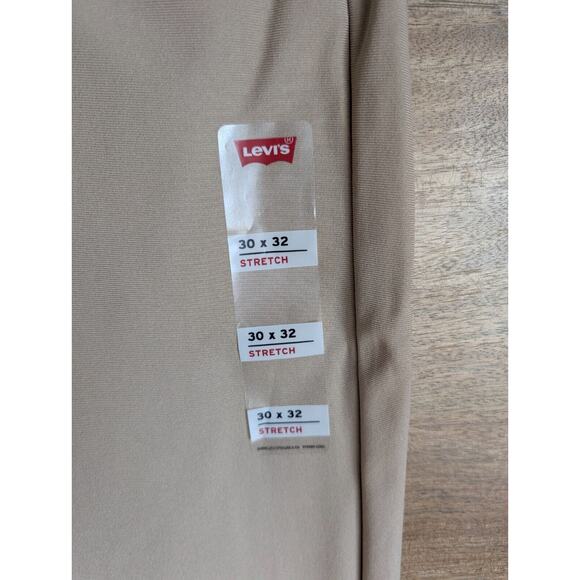 Levi's
30 x 32
STRETCH
30 x 32
STRETCH
30 x 32
STRETCH